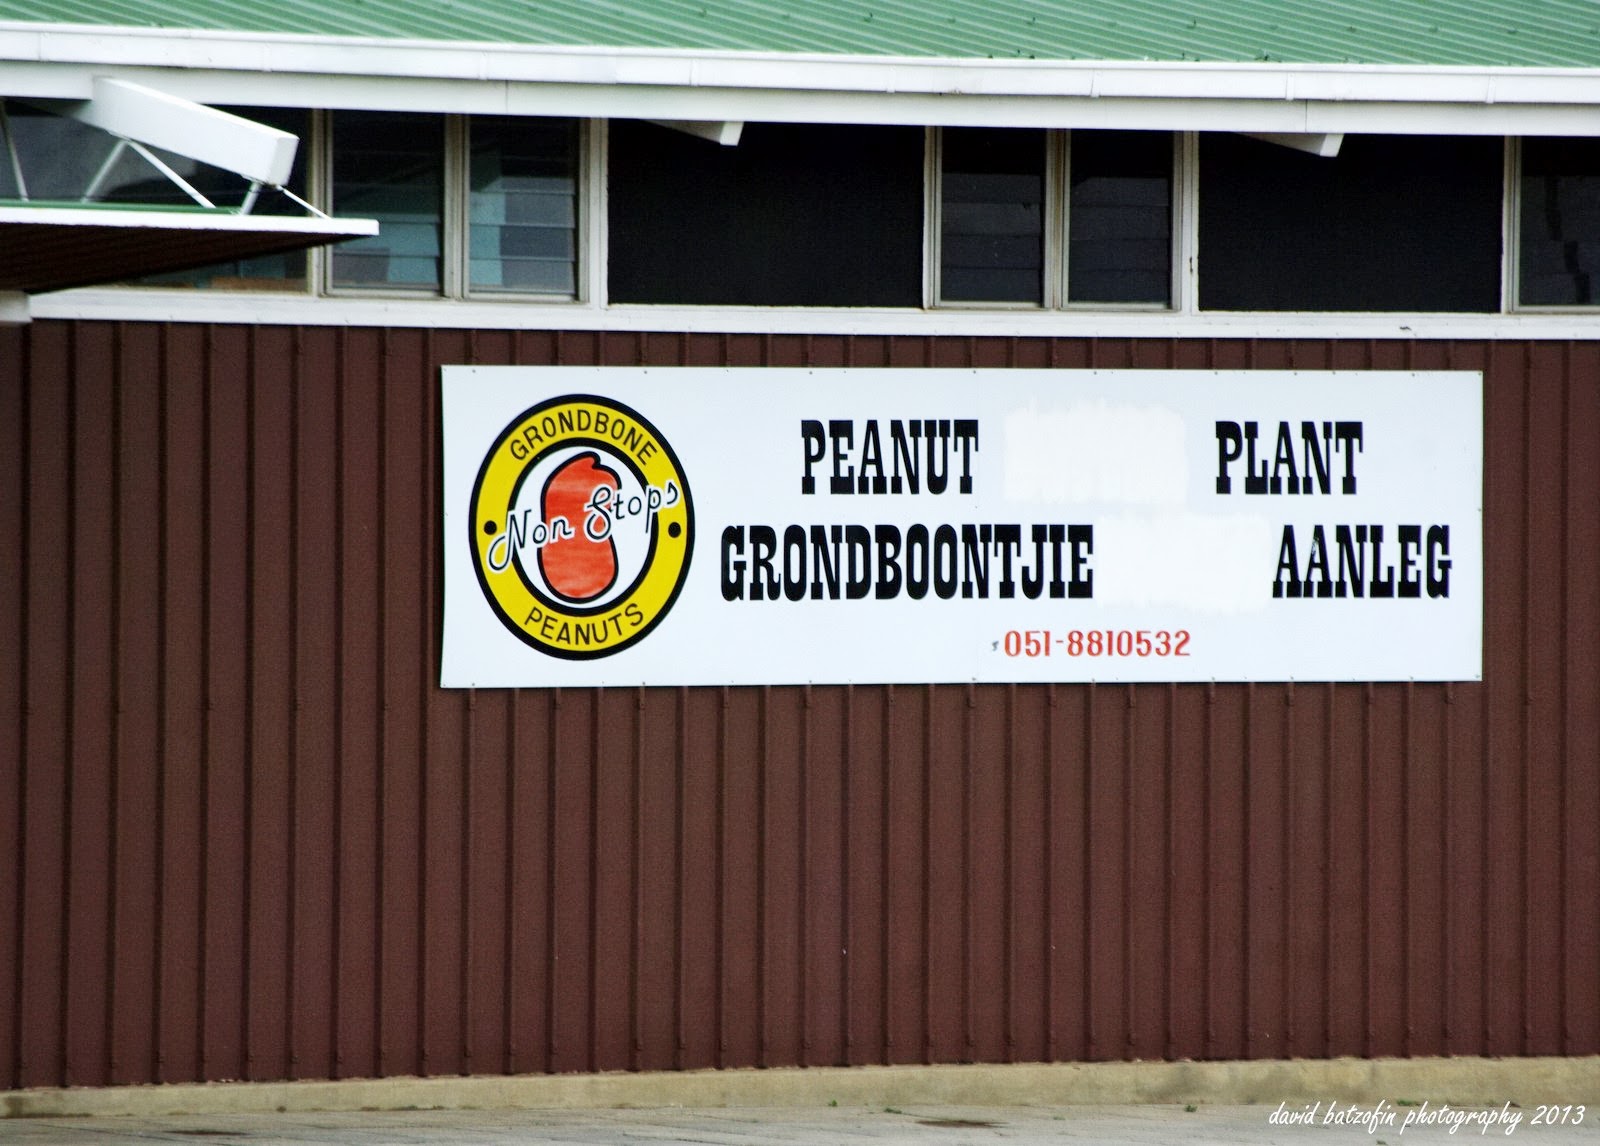 GRONDBONE
Non Stops
PEANUTS
PEANUT PLANT
GRONDBOONTJIE AANLEG
051-8810532
david batzofin photography 2013